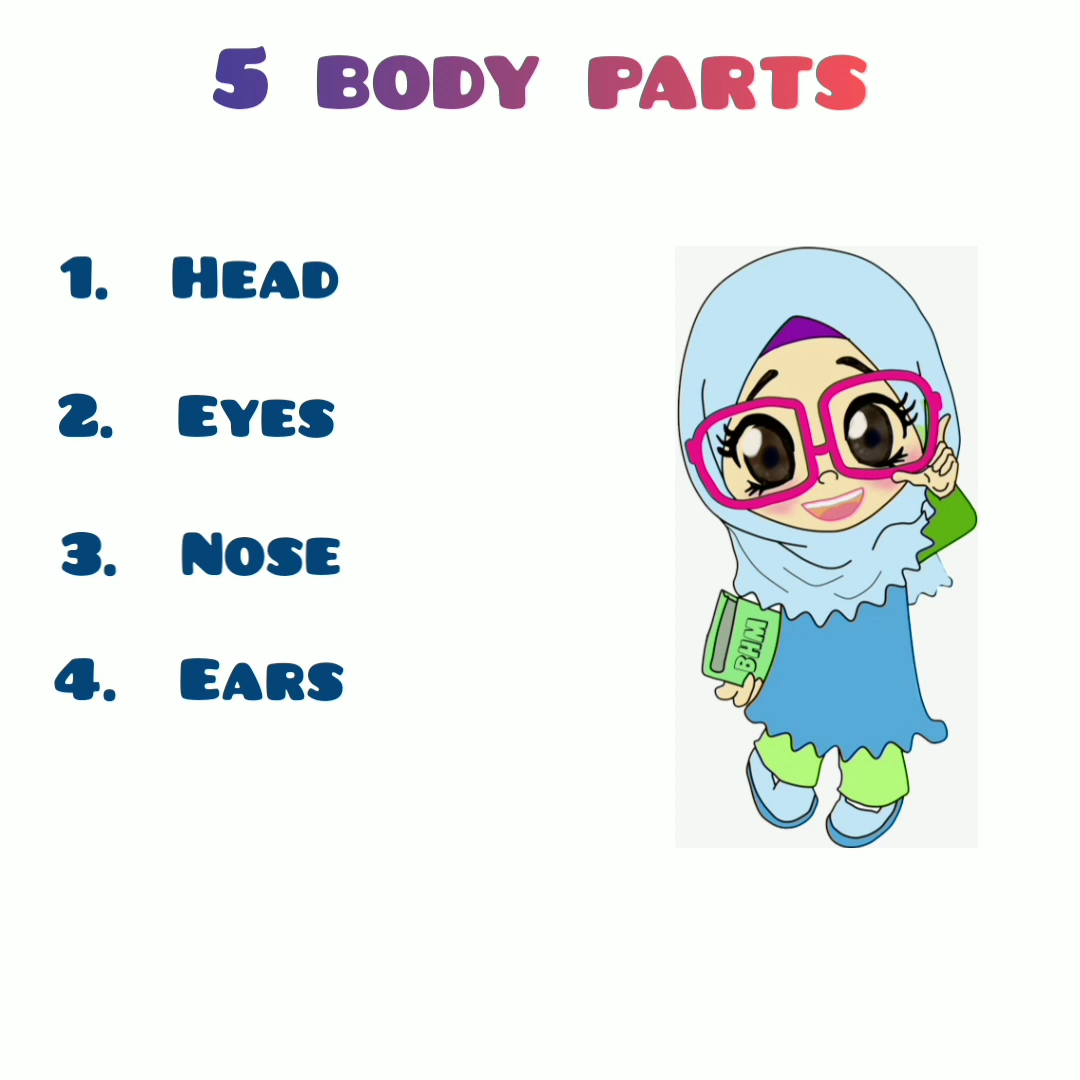 5 BODY PARTS
1. HEAD
2. EYES
3. NOSE
4. EARS
BHM